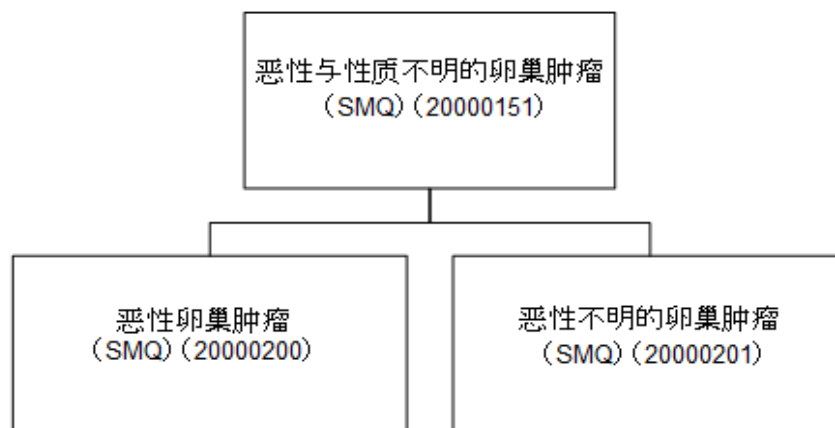 恶性与性质不明的卵巢肿瘤
（SMQ）（20000151）
恶性卵巢肿瘤
（SMQ）（20000200）
恶性不明的卵巢肿瘤
（SMQ）（20000201）